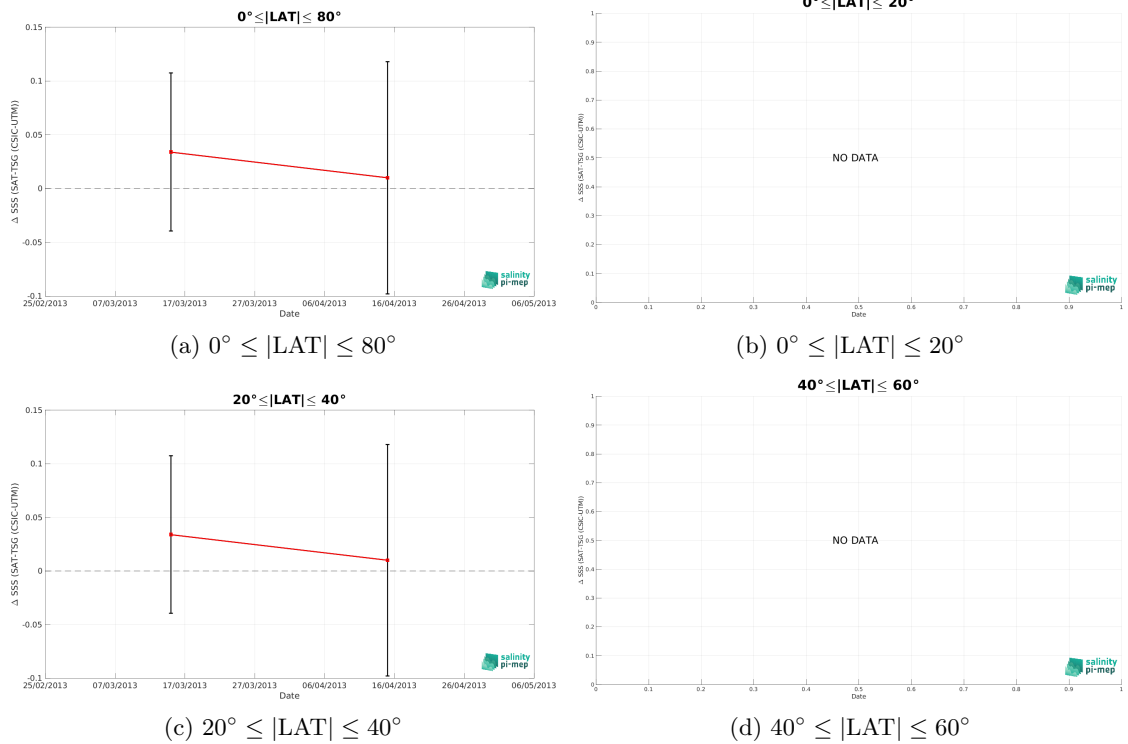 0°≤|LAT|≤ 80°
0.15
0.1
0.05
0
-0.05
-0.1
Δ SSS (SAT-TSG (CSIC-UTM))
25/02/2013 07/03/2013 17/03/2013 27/03/2013 06/04/2013 16/04/2013 26/04/2013 06/05/2013
Date
salinity
pi-mep
(a) 0° ≤ |LAT| ≤ 80°
0°≤|LAT|≤ 20°
1
0.9
0.8
0.7
0.6
0.5
0.4
0.3
0.2
0.1
0
Δ SSS (SAT-TSG (CSIC-UTM))
NO DATA
0 0.1 0.2 0.3 0.4 0.5 0.6 0.7 0.8 0.9 1
Date
salinity
pi-mep
(b) 0° ≤ |LAT| ≤ 20°
20°≤|LAT|≤ 40°
0.15
0.1
0.05
0
-0.05
-0.1
Δ SSS (SAT-TSG (CSIC-UTM))
25/02/2013 07/03/2013 17/03/2013 27/03/2013 06/04/2013 16/04/2013 26/04/2013 06/05/2013
Date
salinity
pi-mep
(c) 20° ≤ |LAT| ≤ 40°
40°≤|LAT|≤ 60°
1
0.9
0.8
0.7
0.6
0.5
0.4
0.3
0.2
0.1
0
Δ SSS (SAT-TSG (CSIC-UTM))
NO DATA
0 0.1 0.2 0.3 0.4 0.5 0.6 0.7 0.8 0.9 1
Date
salinity
pi-mep
(d) 40° ≤ |LAT| ≤ 60°